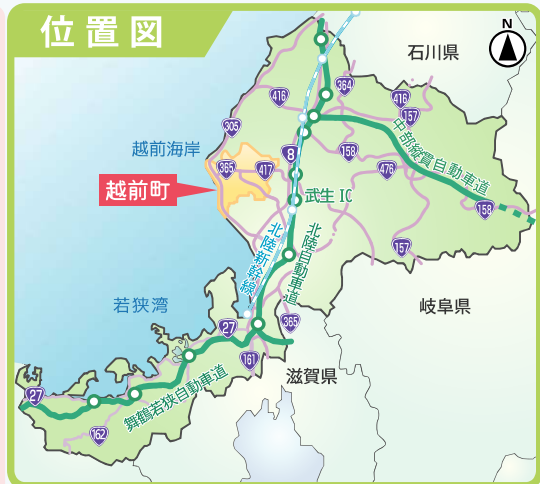 位置図
N
石川県
364
416
416
157
305
中部縦貫自動車道
越前海岸
8
158
365
417
476
越前町
武生 IC
158
北陸新幹線
北陸自動車道
157
若狭湾
岐阜県
27
365
161
滋賀県
27
舞鶴若狭自動車道
162